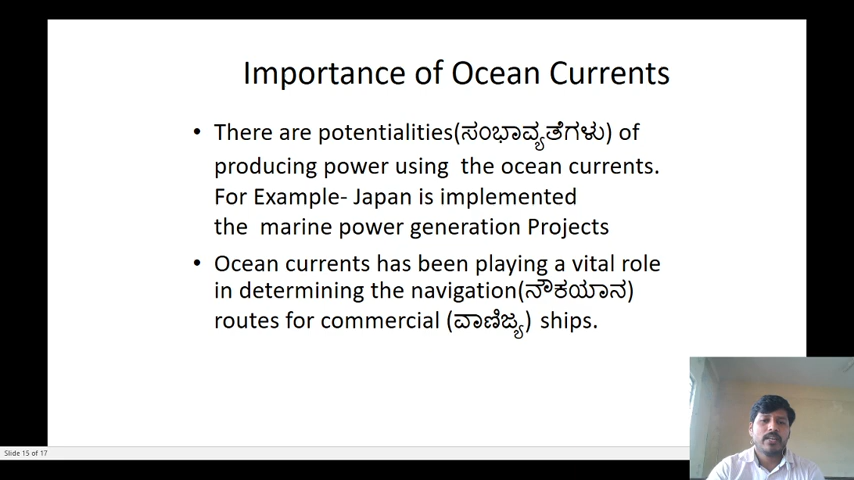 Importance of Ocean Currents
• There are potentialities(ಸಂಭಾವ್ಯತೆಗಳು) of
producing power using the ocean currents.
For Example- Japan is implemented
the marine power generation Projects
• Ocean currents has been playing a vital role
in determining the navigation(ನೌಕಯಾನ)
routes for commercial (ವಾಣಿಜ್ಯ) ships.
Slide 15 of 17